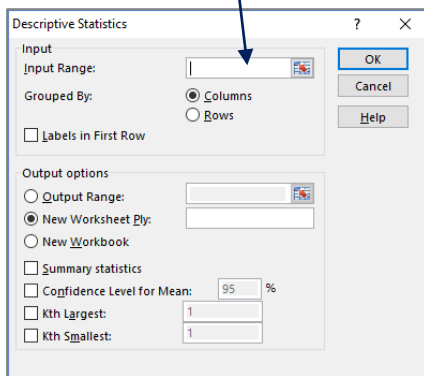 Descriptive Statistics ? ×
Input
Input Range:
OK
Grouped By: Columns
Cancel
Rows
Help
Labels in First Row
Output options
Output Range:
New Worksheet Ply:
New Workbook
Summary statistics
Confidence Level for Mean: 95 %
Kth Largest: 1
Kth Smallest: 1